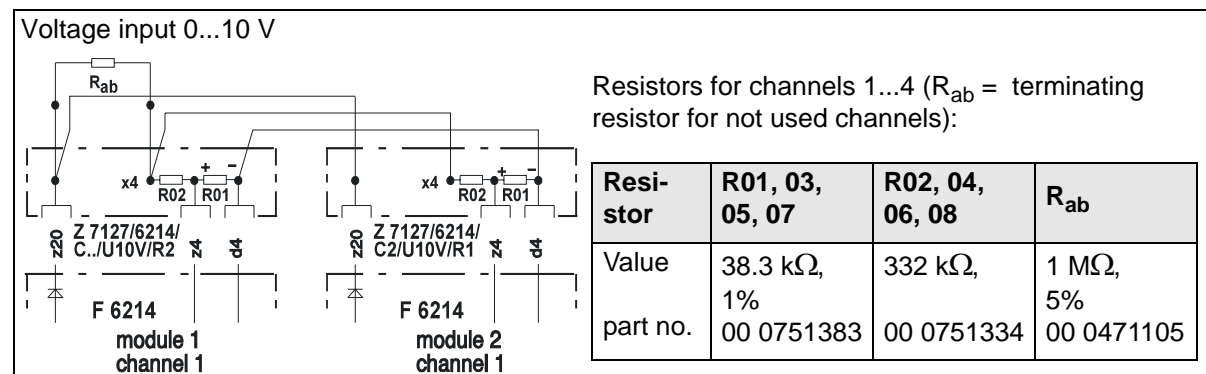 Voltage input 0...10 V
Rab
x4
+ -
R02 R01
z20
Z 7127/6214/
C../U10V/R2
z4
d4
F 6214
module 1
channel 1
x4
+ -
R02 R01
z20
Z 7127/6214/
C2/U10V/R1
z4
d4
F 6214
module 2
channel 1
Resistors for channels 1...4 (Rab = terminating
resistor for not used channels):
Resi-
stor
R01, 03,
05, 07
R02, 04,
06, 08
Rab
Value
38.3 kΩ,
1%
332 kΩ,
1 MΩ,
5%
part no.
00 0751383
00 0751334
00 0471105